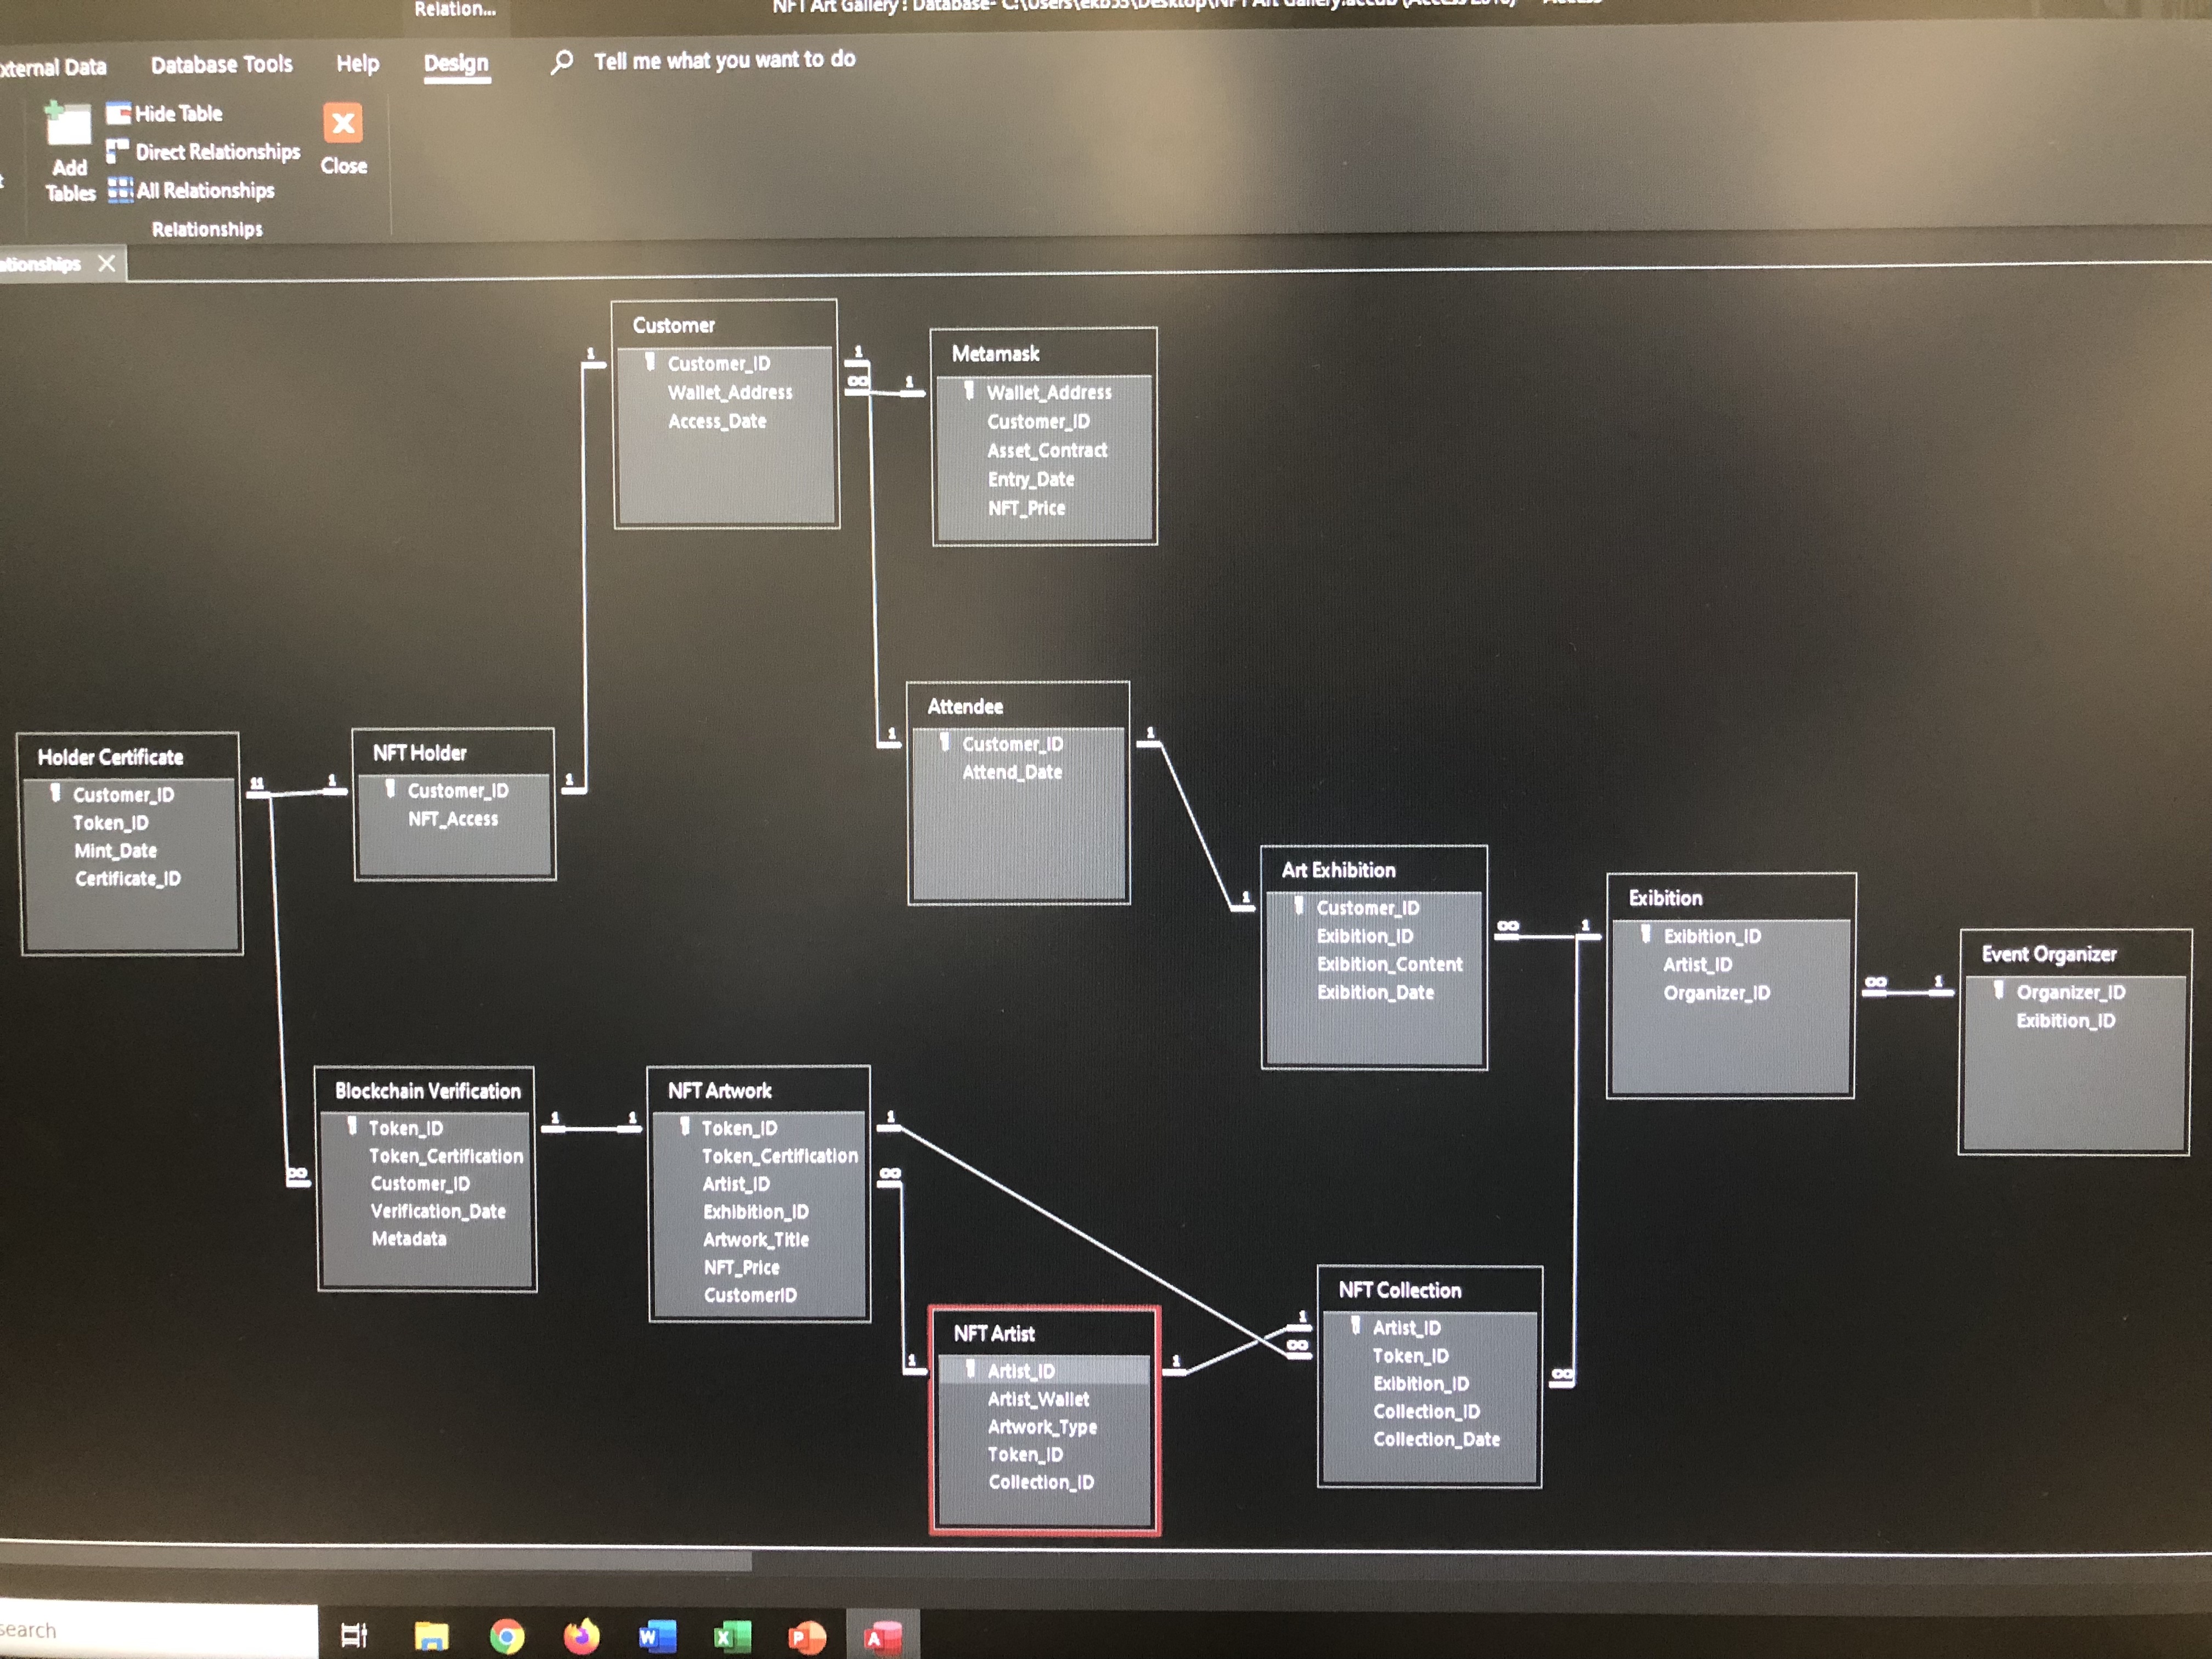 Relation...
NFT Art Gallery : Database- C:\Users\ekb55\Desktop\NFT Art Gallery.accdb (Access 2016) - Access
xternal Data
Database Tools
Help
Design
Tell me what you want to do
Add
Tables
Hide Table
Direct Relationships
All Relationships
Close
Relationships
ationships
Customer
Customer_ID
Wallet_Address
Access_Date
1
1
∞
1
Metamask
Wallet_Address
Customer_ID
Asset_Contract
Entry_Date
NFT_Price
Holder Certificate
Customer_ID
Token_ID
Mint_Date
Certificate_ID
11
1
NFT Holder
Customer_ID
NFT_Access
1
1
Attendee
Customer_ID
Attend_Date
1
1
Art Exhibition
Customer_ID
Exibition_ID
Exibition_Content
Exibition_Date
∞
1
Exibition
Exibition_ID
Artist_ID
Organizer_ID
∞
1
Event Organizer
Organizer_ID
Exibition_ID
∞
Blockchain Verification
Token_ID
Token_Certification
Customer_ID
Verification_Date
Metadata
1
1
NFT Artwork
Token_ID
Token_Certification
Artist_ID
Exhibition_ID
Artwork_Title
NFT_Price
CustomerID
1
∞
1
NFT Artist
Artist_ID
Artist_Wallet
Artwork_Type
Token_ID
Collection_ID
1
1
∞
NFT Collection
Artist_ID
Token_ID
Exibition_ID
Collection_ID
Collection_Date
∞
search
W
X
P
A